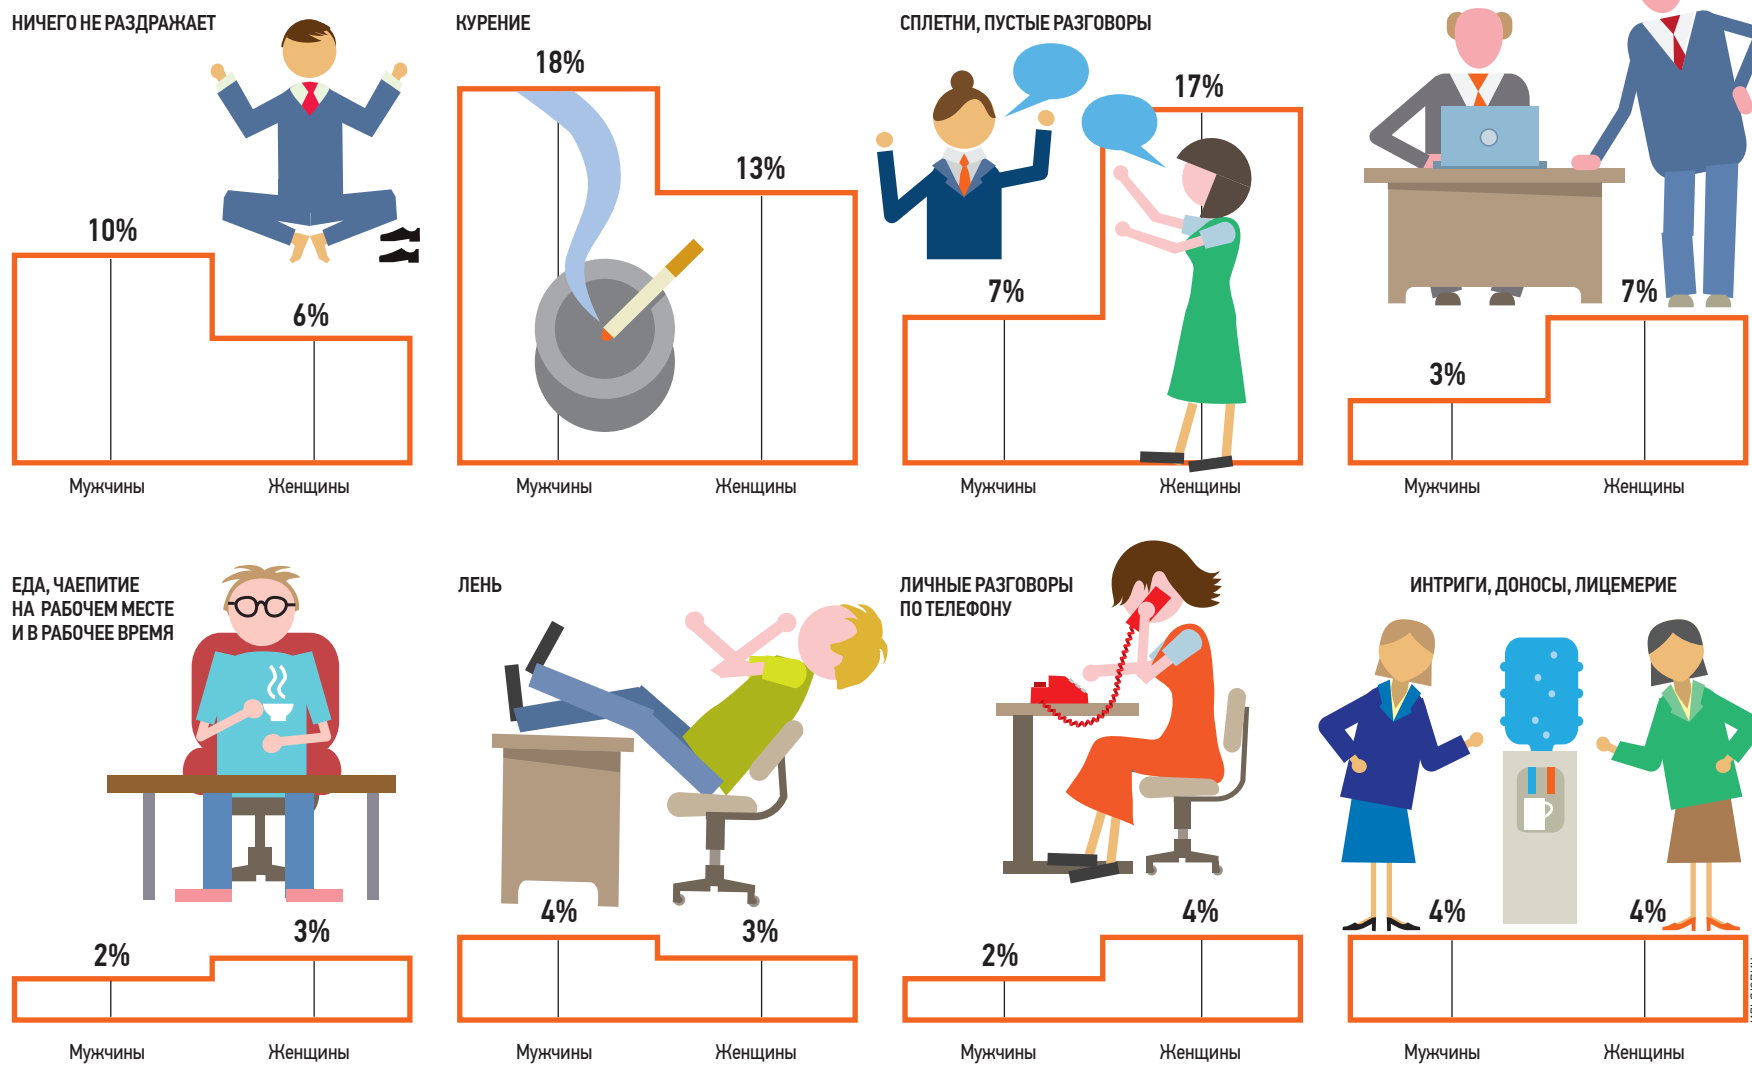 НИЧЕГО НЕ РАЗДРАЖАЕТ
10%
6%
Мужчины
Женщины
КУРЕНИЕ
18%
13%
Мужчины
Женщины
СПЛЕТНИ, ПУСТЫЕ РАЗГОВОРЫ
7%
17%
Мужчины
Женщины
3%
7%
Мужчины
Женщины
ЕДА, ЧАЕПИТИЕ
НА РАБОЧЕМ МЕСТЕ
И В РАБОЧЕЕ ВРЕМЯ
2%
3%
Мужчины
Женщины
ЛЕНЬ
4%
3%
Мужчины
Женщины
ЛИЧНЫЕ РАЗГОВОРЫ
ПО ТЕЛЕФОНУ
2%
4%
Мужчины
Женщины
ИНТРИГИ, ДОНОСЫ, ЛИЦЕМЕРИЕ
4%
4%
Мужчины
Женщины